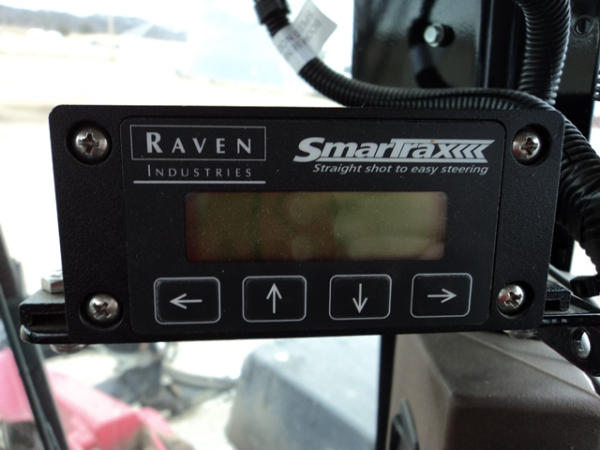 RAVEN
INDUSTRIES
SmarTrax
Straight shot to easy steering